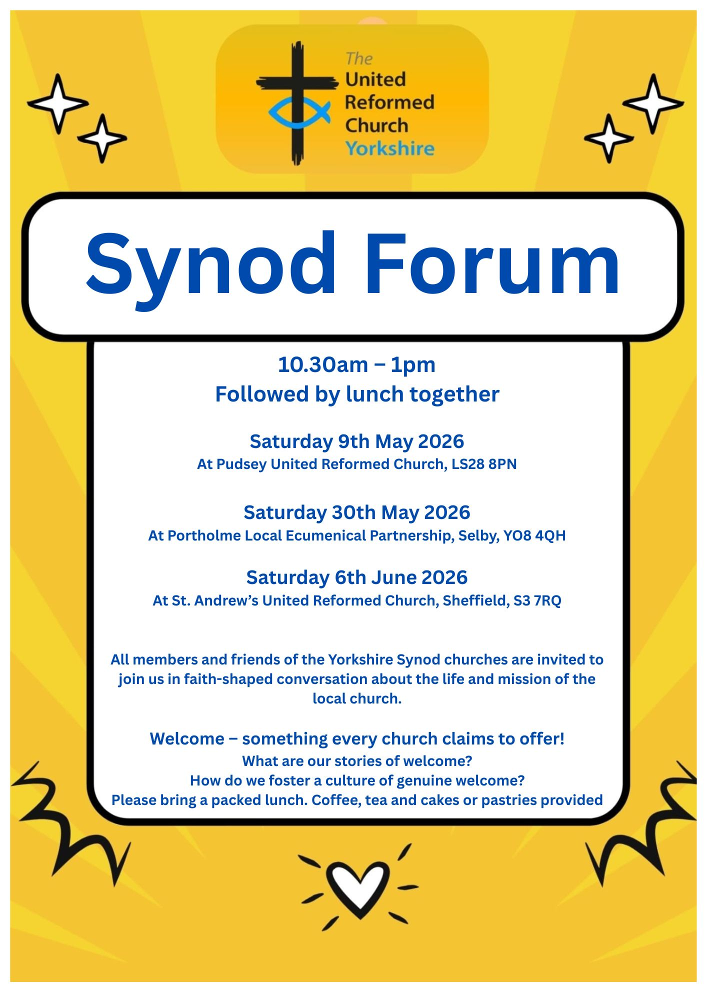 The
United
Reformed
Church
Yorkshire
Synod Forum
10.30am – 1pm
Followed by lunch together
Saturday 9th May 2026
At Pudsey United Reformed Church, LS28 8PN
Saturday 30th May 2026
At Portholme Local Ecumenical Partnership, Selby, YO8 4QH
Saturday 6th June 2026
At St. Andrew’s United Reformed Church, Sheffield, S3 7RQ
All members and friends of the Yorkshire Synod churches are invited to
join us in faith-shaped conversation about the life and mission of the
local church.
Welcome – something every church claims to offer!
What are our stories of welcome?
How do we foster a culture of genuine welcome?
Please bring a packed lunch. Coffee, tea and cakes or pastries provided